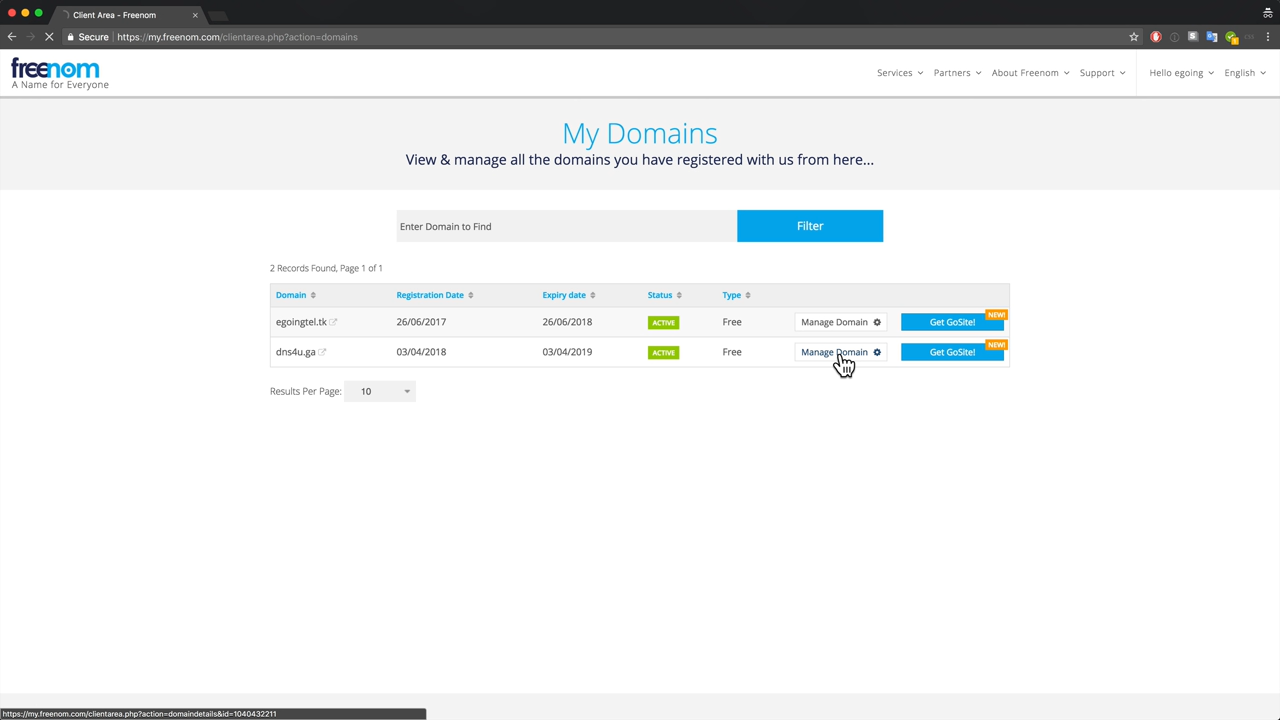 Client Area - Freenom
Secure https://my.freenom.com/clientarea.php?action=domains
freenom
A Name for Everyone
Services Partners About Freenom Support Hello egoing English
My Domains
View & manage all the domains you have registered with us from here...
Enter Domain to Find Filter
2 Records Found, Page 1 of 1
Domain Registration Date Expiry date Status Type
egoingtel.tk 26/06/2017 26/06/2018 ACTIVE Free Manage Domain Get GoSite! NEW!
dns4u.ga 03/04/2018 03/04/2019 ACTIVE Free Manage Domain Get GoSite! NEW!
Results Per Page: 10
https://my.freenom.com/clientarea.php?action=domaindetails&id=1040432211